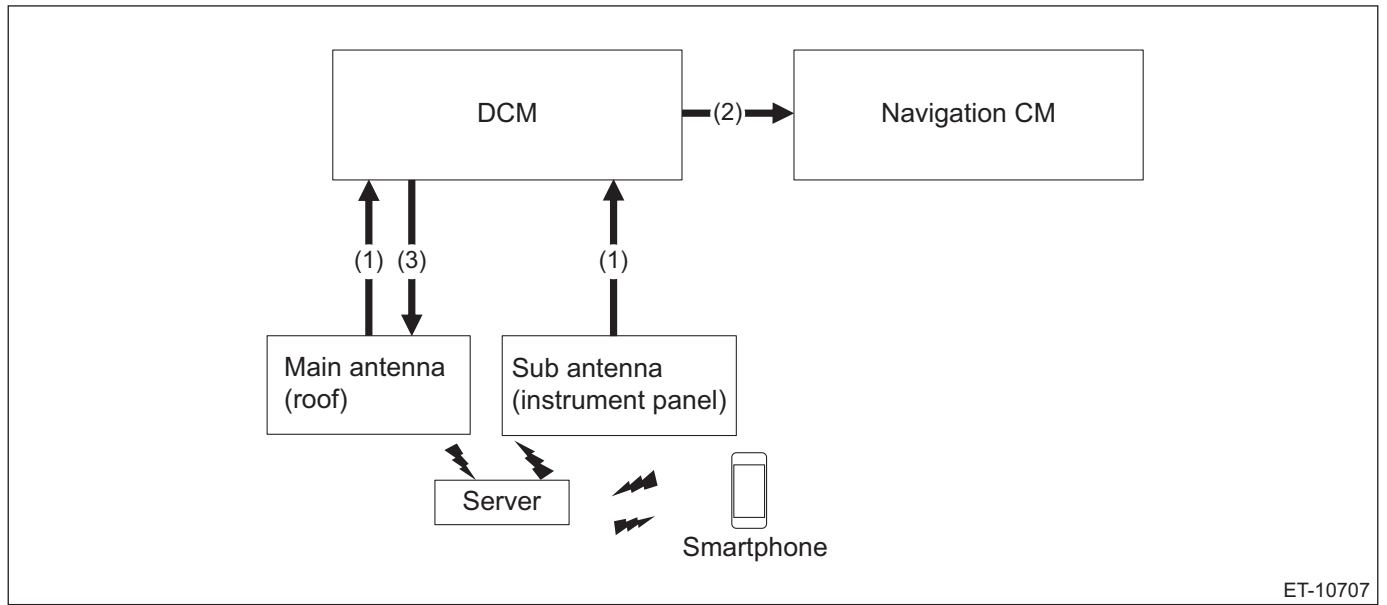 DCM
(2)
Navigation CM
(1)
(3)
(1)
Main antenna
(roof)
Sub antenna
(instrument panel)
Server
Smartphone
ET-10707